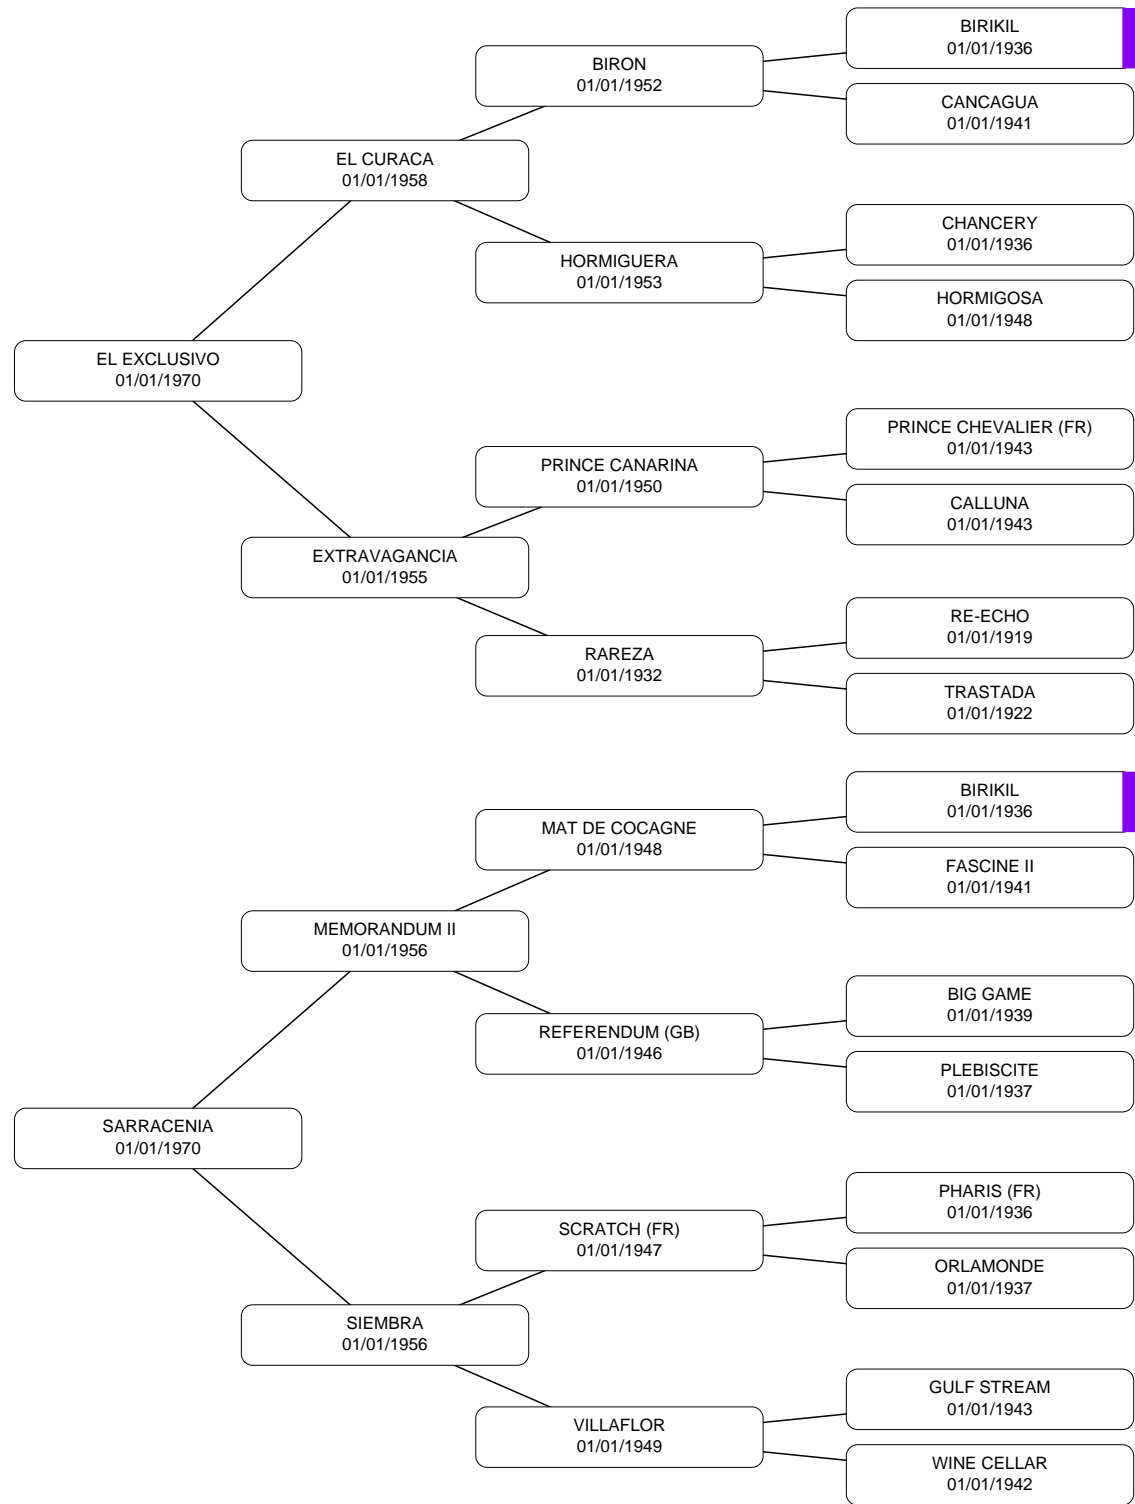 BIRIKIL
01/01/1936
BIRON
01/01/1952
CANCAGUA
01/01/1941
EL CURACA
01/01/1958
CHANCERY
01/01/1936
HORMIGUERA
01/01/1953
HORMIGOSA
01/01/1948
EL EXCLUSIVO
01/01/1970
PRINCE CHEVALIER (FR)
01/01/1943
PRINCE CANARINA
01/01/1950
CALLUNA
01/01/1943
EXTRAVAGANCIA
01/01/1955
RE-ECHO
01/01/1919
RAREZA
01/01/1932
TRASTADA
01/01/1922
BIRIKIL
01/01/1936
MAT DE COCAGNE
01/01/1948
FASCINE II
01/01/1941
MEMORANDUM II
01/01/1956
BIG GAME
01/01/1939
REFERENDUM (GB)
01/01/1946
PLEBISCITE
01/01/1937
SARRACENIA
01/01/1970
PHARIS (FR)
01/01/1936
SCRATCH (FR)
01/01/1947
ORLAMONDE
01/01/1937
SIEMBRA
01/01/1956
GULF STREAM
01/01/1943
VILLAFLOR
01/01/1949
WINE CELLAR
01/01/1942